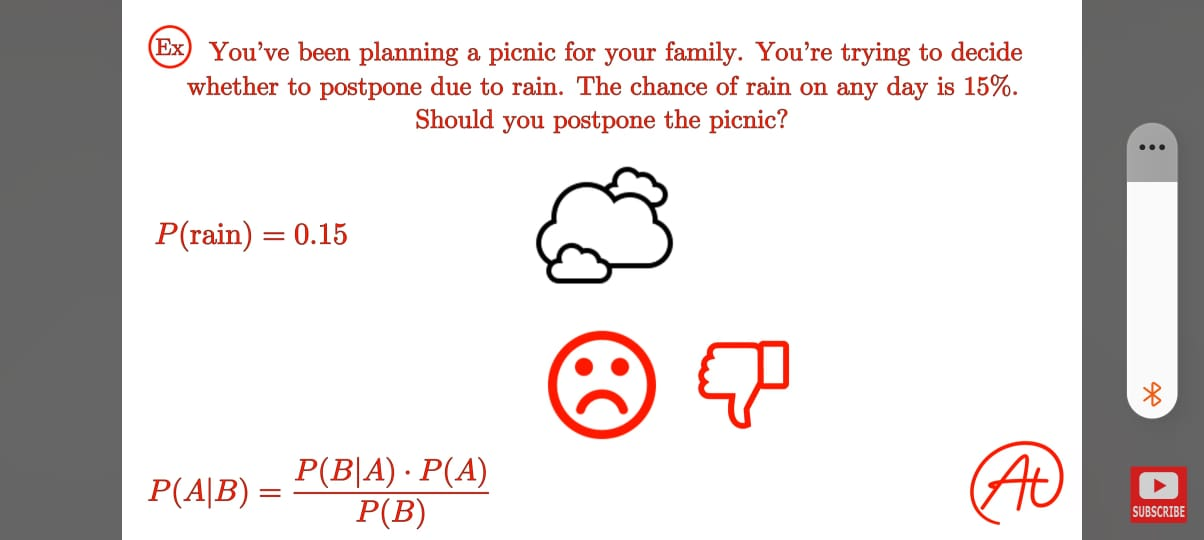 Ex You've been planning a picnic for your family. You're trying to decide
whether to postpone due to rain. The chance of rain on any day is 15%.
Should you postpone the picnic?
P(rain) = 0.15
P(A|B) = P(B|A) · P(A)
P(B)
At
SUBSCRIBE